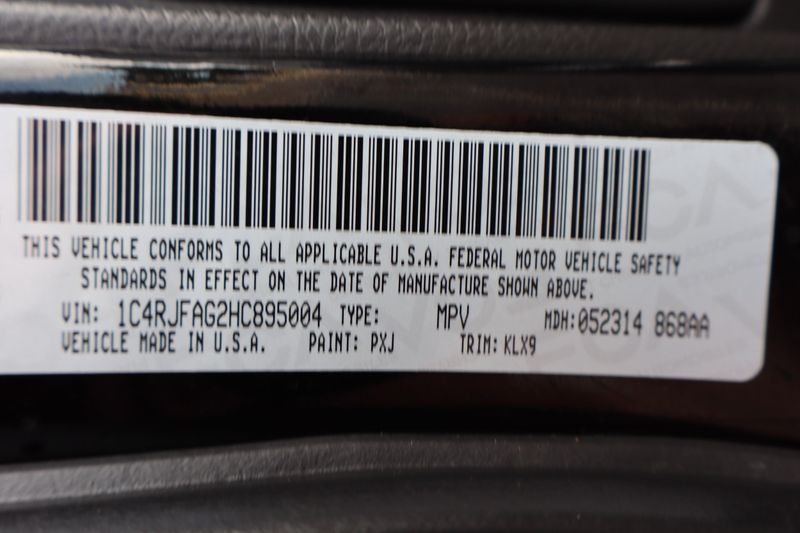 THIS VEHICLE CONFORMS TO ALL APPLICABLE U.S.A. FEDERAL MOTOR VEHICLE SAFETY
STANDARDS IN EFFECT ON THE DATE OF MANUFACTURE SHOWN ABOVE.
VIN: 1C4RJFAG2HC895004 TYPE: MPV MDH:052314 868AA
VEHICLE MADE IN U.S.A. PAINT: PXJ TRIM: KLX9